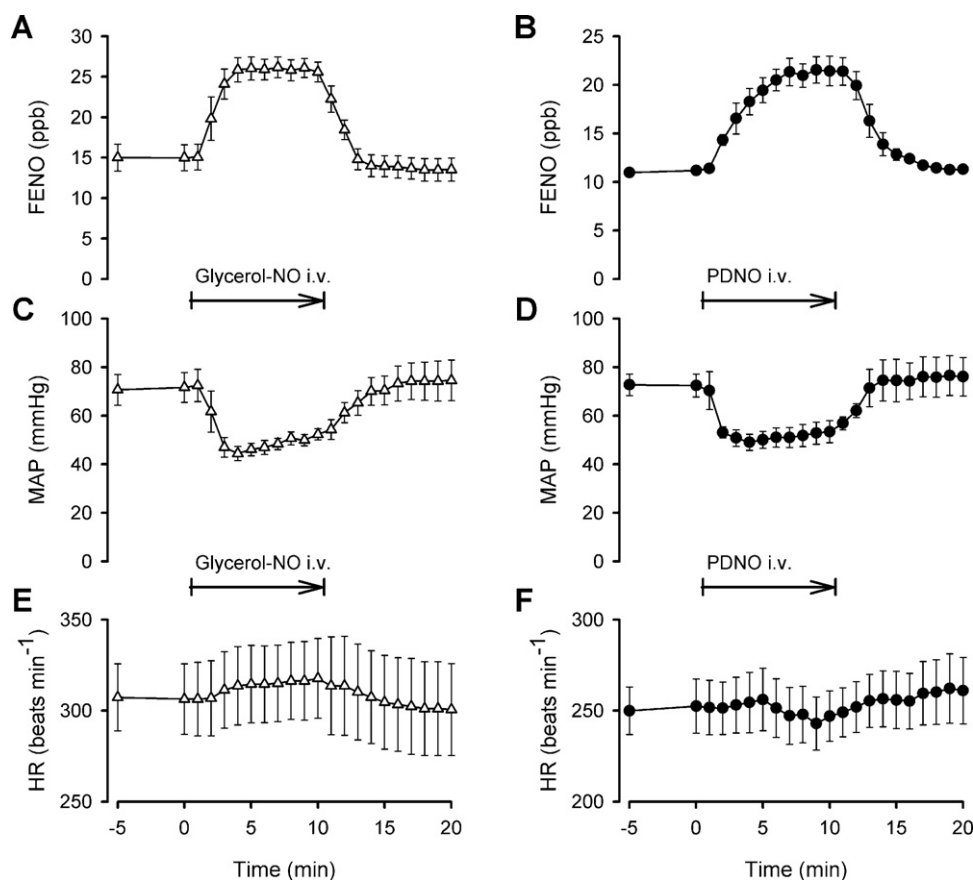 A
B
30
25
20
15
10
5
0
FENO (ppb)
25
20
15
10
5
0
FENO (ppb)
Glycerol-NO i.v.
PDNO i.v.
C
D
100
80
60
40
20
0
MAP (mmHg)
100
80
60
40
20
0
MAP (mmHg)
Glycerol-NO i.v.
PDNO i.v.
E
F
350
300
250
HR (beats min⁻¹)
300
250
200
HR (beats min⁻¹)
-5 0 5 10 15 20
-5 0 5 10 15 20
Time (min)
Time (min)